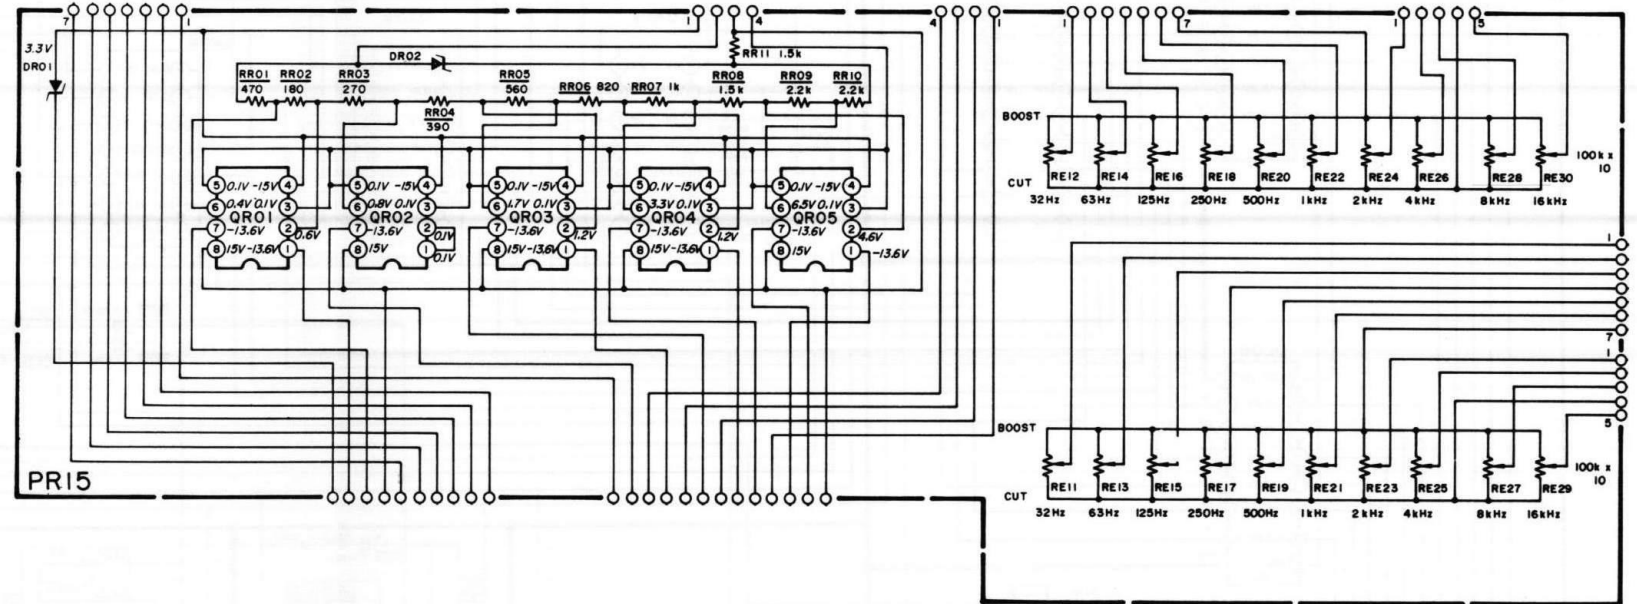 7 1 1 4 4 1 1 7 1 5
3.3V
DR01
DR02
RR11 1.5k
RR01 RR02 RR03 RR05 RR06 820 RR07 1k RR08 RR09 RR10
470 180 270 560 1.5k 2.2k 2.2k
RR04
390
BOOST
RE12 RE14 RE16 RE18 RE20 RE22 RE24 RE26 RE28 RE30
100k x
10
CUT
32Hz 63Hz 125Hz 250Hz 500Hz 1kHz 2kHz 4kHz 8kHz 16kHz
5 0.1V -15V 4 5 0.1V -15V 4 5 0.1V -15V 4 5 0.1V -15V 4 5 0.1V -15V 4
6 0.4V 0.1V 3 6 0.8V 0.1V 3 6 1.7V 0.1V 3 6 3.3V 0.1V 3 6 6.5V 0.1V 3
QR01 QR02 QR03 QR04 QR05
7 -13.6V 2 0.6V 7 -13.6V 2 0.1V 7 -13.6V 2 1.2V 7 -13.6V 2 1.2V 7 -13.6V 2 4.6V
8 15V -13.6V 1 8 15V 1 0.1V 8 15V -13.6V 1 8 15V -13.6V 1 8 15V 1 -13.6V
1
7
1
5
BOOST
RE11 RE13 RE15 RE17 RE19 RE21 RE23 RE25 RE27 RE29
100k x
10
CUT
32Hz 63Hz 125Hz 250Hz 500Hz 1kHz 2kHz 4kHz 8kHz 16kHz
PR15